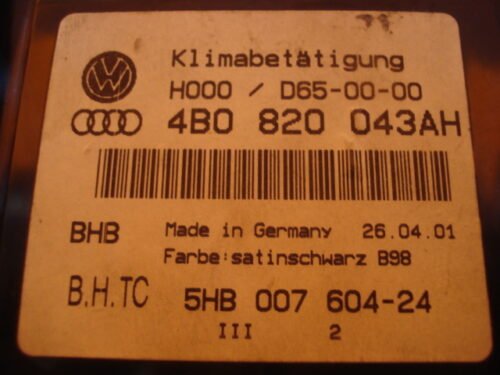 Klimabetätigung
H000 / D65-00-00
4B0 820 043AH
BHB Made in Germany 26.04.01
Farbe:satinschwarz B98
B.H.TC 5HB 007 604-24
III 2